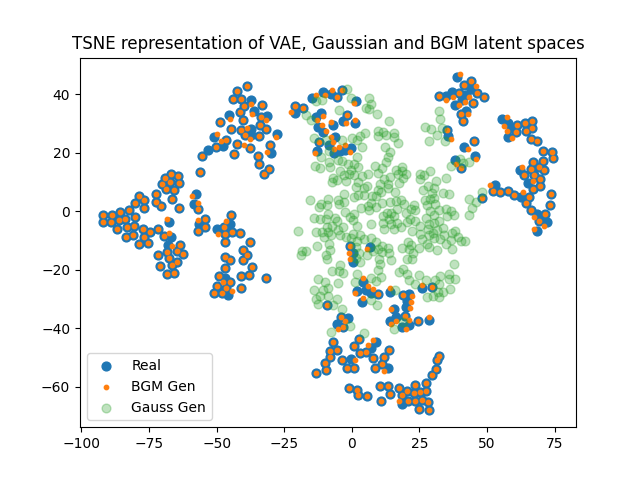 TSNE representation of VAE, Gaussian and BGM latent spaces
40
20
0
−20
−40
−60
Real
BGM Gen
Gauss Gen
−100 −75 −50 −25 0 25 50 75